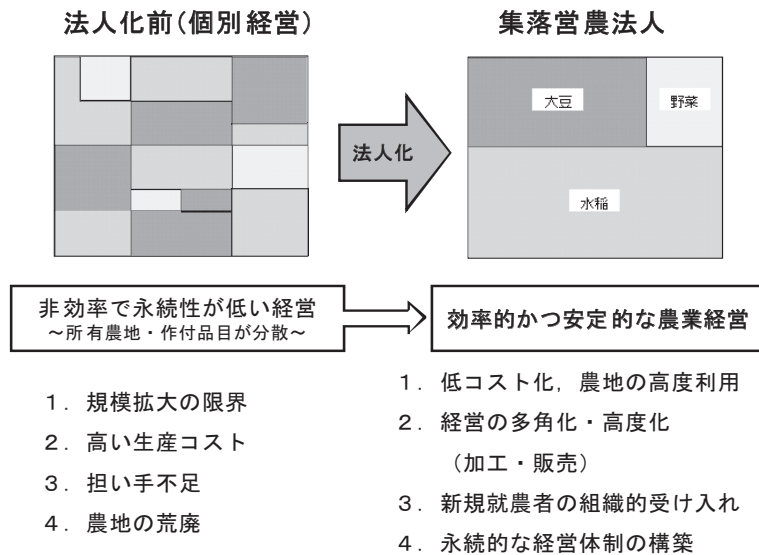 法人化前(個別経営)
集落営農法人
大豆
野菜
法人化
水稲
非効率で永続性が低い経営
～所有農地・作付品目が分散～
効率的かつ安定的な農業経営
1. 規模拡大の限界
2. 高い生産コスト
3. 担い手不足
4. 農地の荒廃
1. 低コスト化，農地の高度利用
2. 経営の多角化・高度化
（加工・販売）
3. 新規就農者の組織的受け入れ
4. 永続的な経営体制の構築